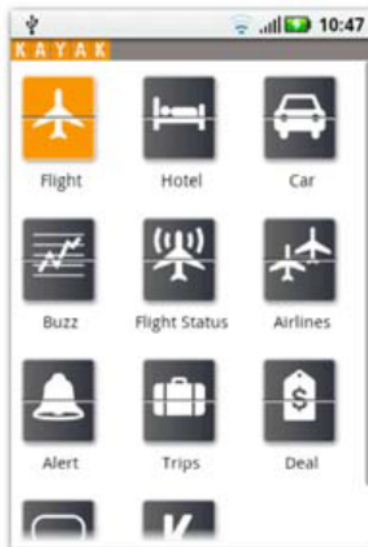 10:47
KAYAK
Flight Hotel Car
Buzz Flight Status Airlines
$
Alert Trips Deal
K